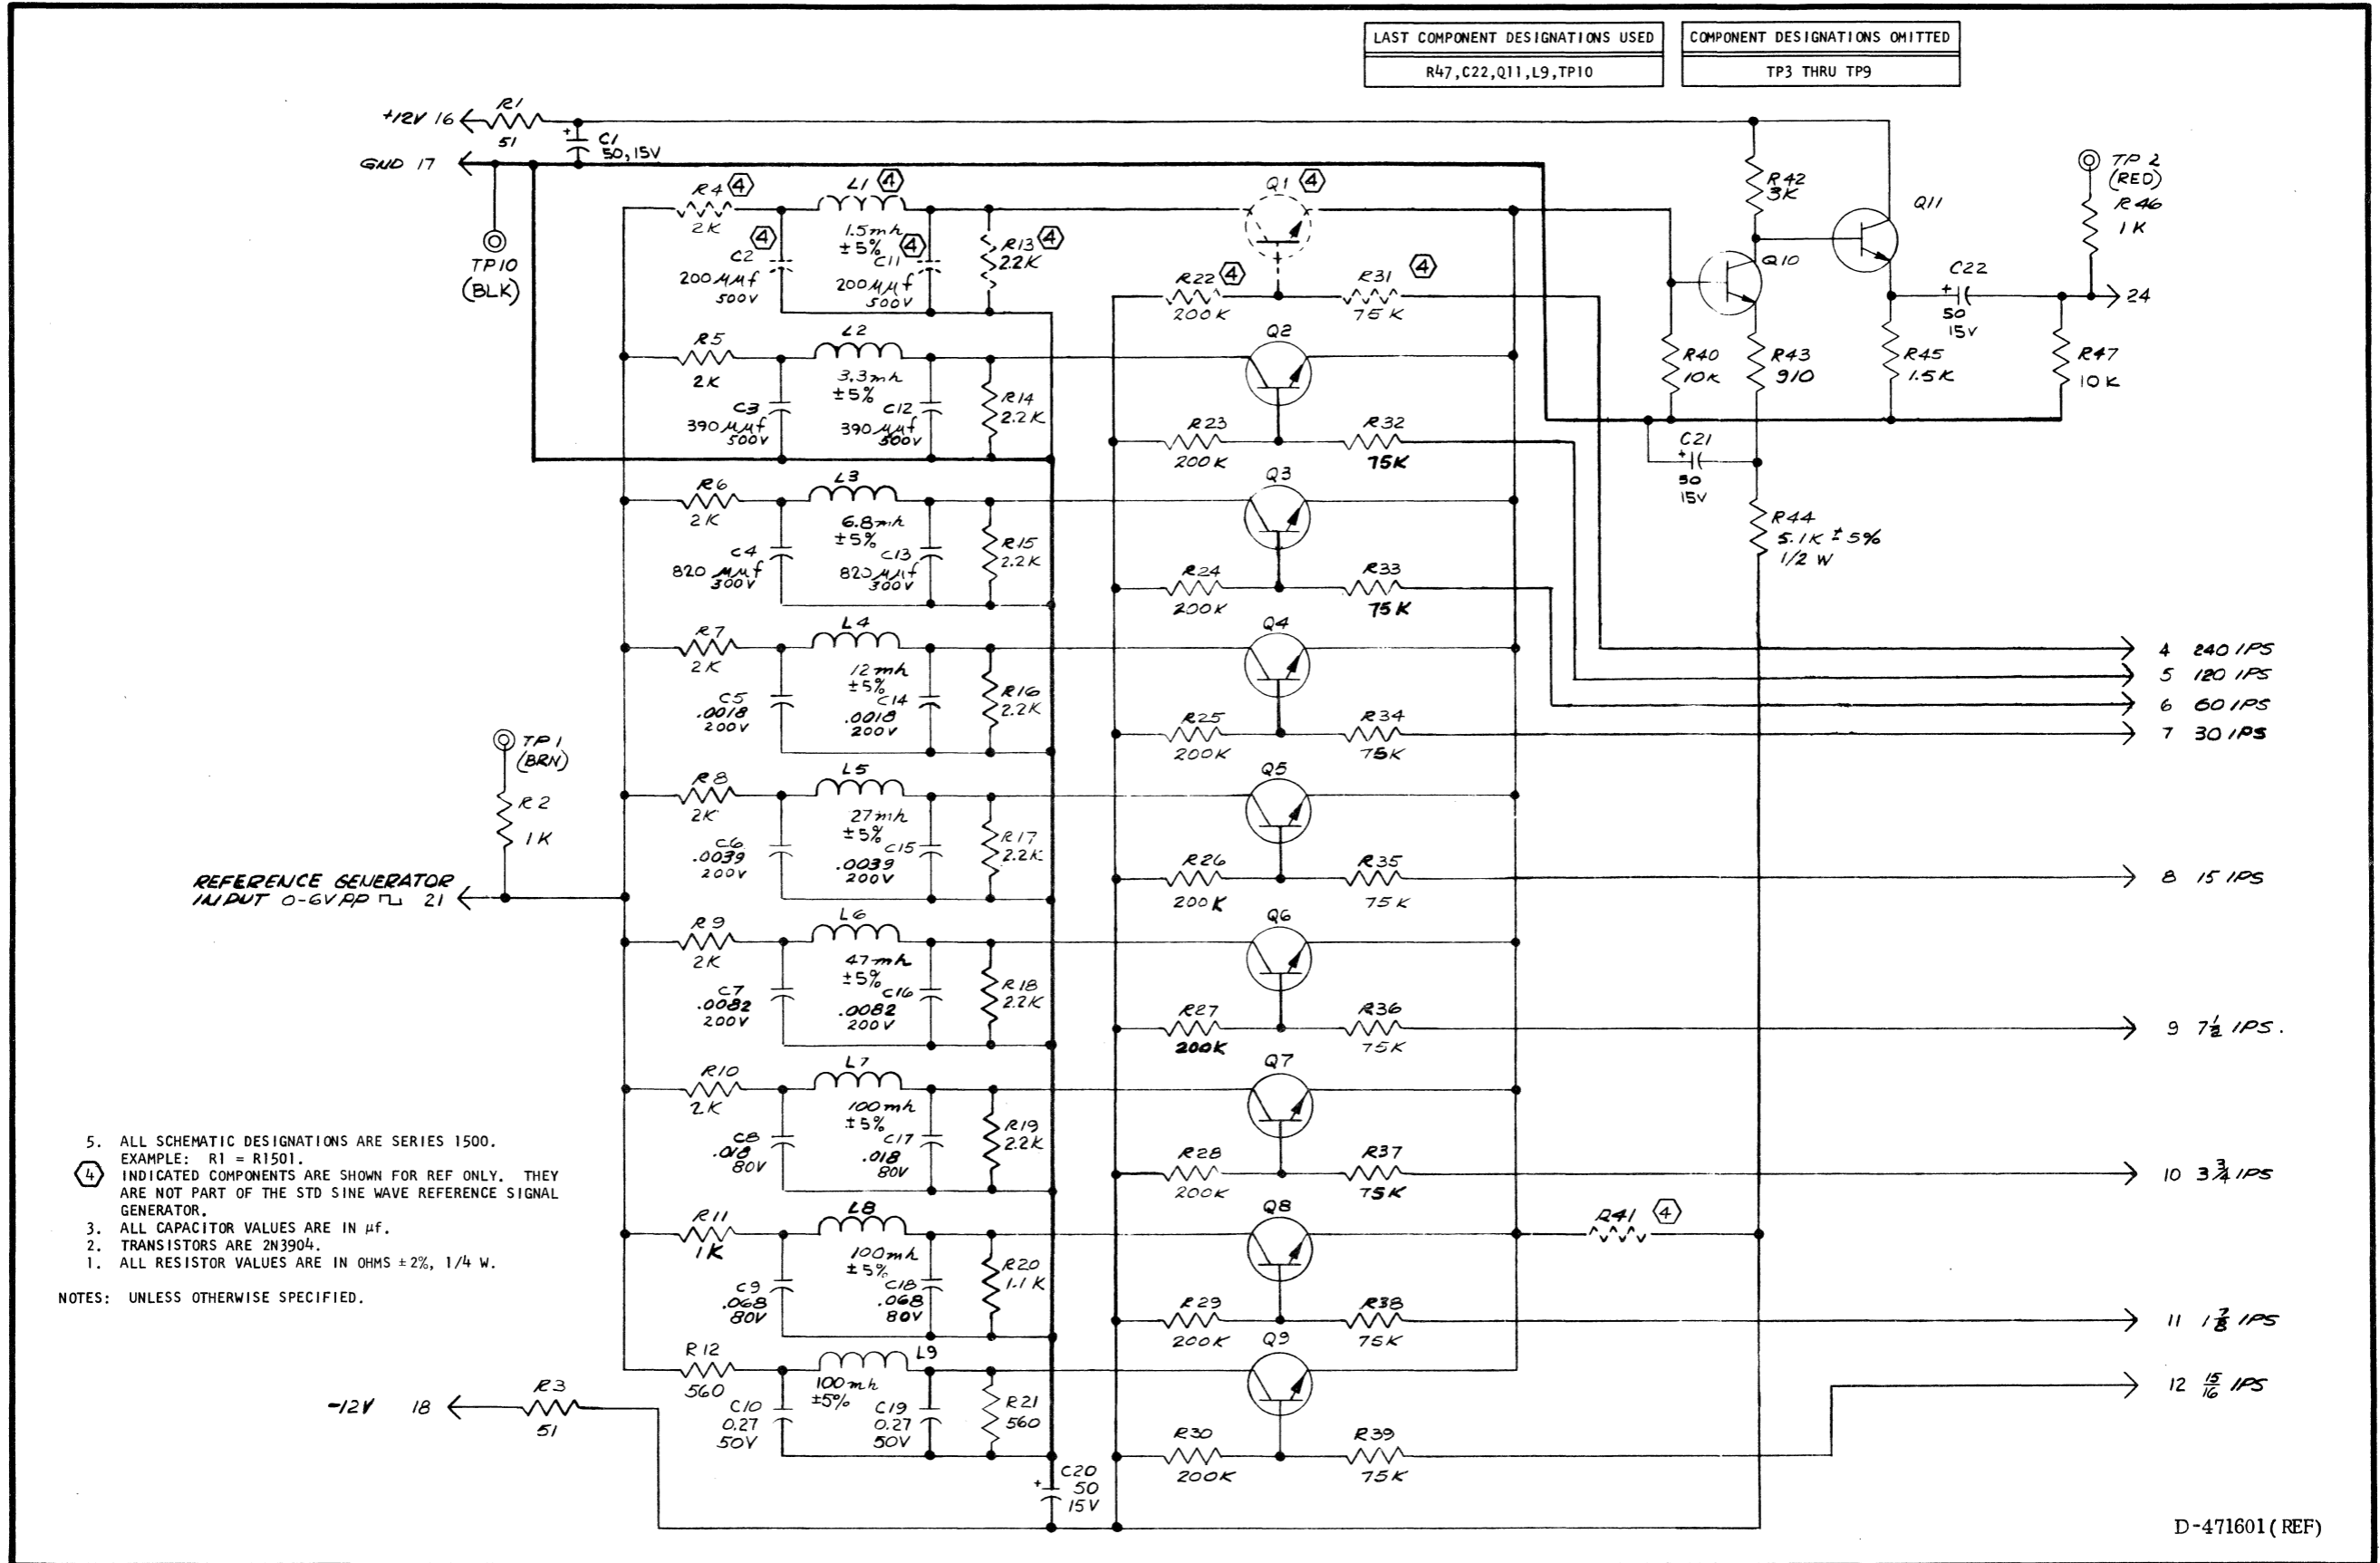 LAST COMPONENT DESIGNATIONS USED
R47,C22,Q11,L9,TP10
COMPONENT DESIGNATIONS OMITTED
TP3 THRU TP9
+12V 16
R1
51
+
C1
50,15V
GND 17
TP10
(BLK)
R4 4
2K
L1 4
1.5mh
±5%
4
C2
200µµf
500V
4
C11
200µµf
500V
R13 4
2.2K
Q1 4
R22 4
200K
R31 4
75K
R42
3K
Q11
Q10
TP2
(RED)
R46
1K
C22
+
50
15V
24
R40
10K
R43
910
R45
1.5K
R47
10K
C21
+
50
15V
R44
5.1K ±5%
1/2 W
R5
2K
L2
3.3mh
±5%
C3
390µµf
500V
C12
390µµf
500V
R14
2.2K
Q2
R23
200K
R32
75K
R6
2K
L3
6.8mh
±5%
C4
820µµf
300V
C13
820µµf
300V
R15
2.2K
Q3
R24
200K
R33
75K
R7
2K
L4
12mh
±5%
C5
.0018
200V
C14
.0018
200V
R16
2.2K
Q4
R25
200K
R34
75K
4 240 IPS
5 120 IPS
6 60 IPS
7 30 IPS
TP1
(BRN)
R2
1K
REFERENCE GENERATOR
INPUT 0-6VPP 21
R8
2K
L5
27mh
±5%
C6
.0039
200V
C15
.0039
200V
R17
2.2K
Q5
R26
200K
R35
75K
8 15 IPS
R9
2K
L6
47mh
±5%
C7
.0082
200V
C16
.0082
200V
R18
2.2K
Q6
R27
200K
R36
75K
9 7½ IPS.
R10
2K
L7
100mh
±5%
C8
.018
80V
C17
.018
80V
R19
2.2K
Q7
R28
200K
R37
75K
10 3¾ IPS
R11
1K
L8
100mh
±5%
C9
.068
80V
C18
.068
80V
R20
1.1K
Q8
R29
200K
R38
75K
R41 4
11 1⅞ IPS
R12
560
L9
100mh
±5%
C10
0.27
50V
C19
0.27
50V
R21
560
Q9
R30
200K
R39
75K
12 15/16 IPS
-12V 18
R3
51
+
C20
50
15V
5. ALL SCHEMATIC DESIGNATIONS ARE SERIES 1500.
EXAMPLE: R1 = R1501.
4 INDICATED COMPONENTS ARE SHOWN FOR REF ONLY. THEY
ARE NOT PART OF THE STD SINE WAVE REFERENCE SIGNAL
GENERATOR.
3. ALL CAPACITOR VALUES ARE IN µf.
2. TRANSISTORS ARE 2N3904.
1. ALL RESISTOR VALUES ARE IN OHMS ±2%, 1/4 W.
NOTES: UNLESS OTHERWISE SPECIFIED.
D-471601(REF)